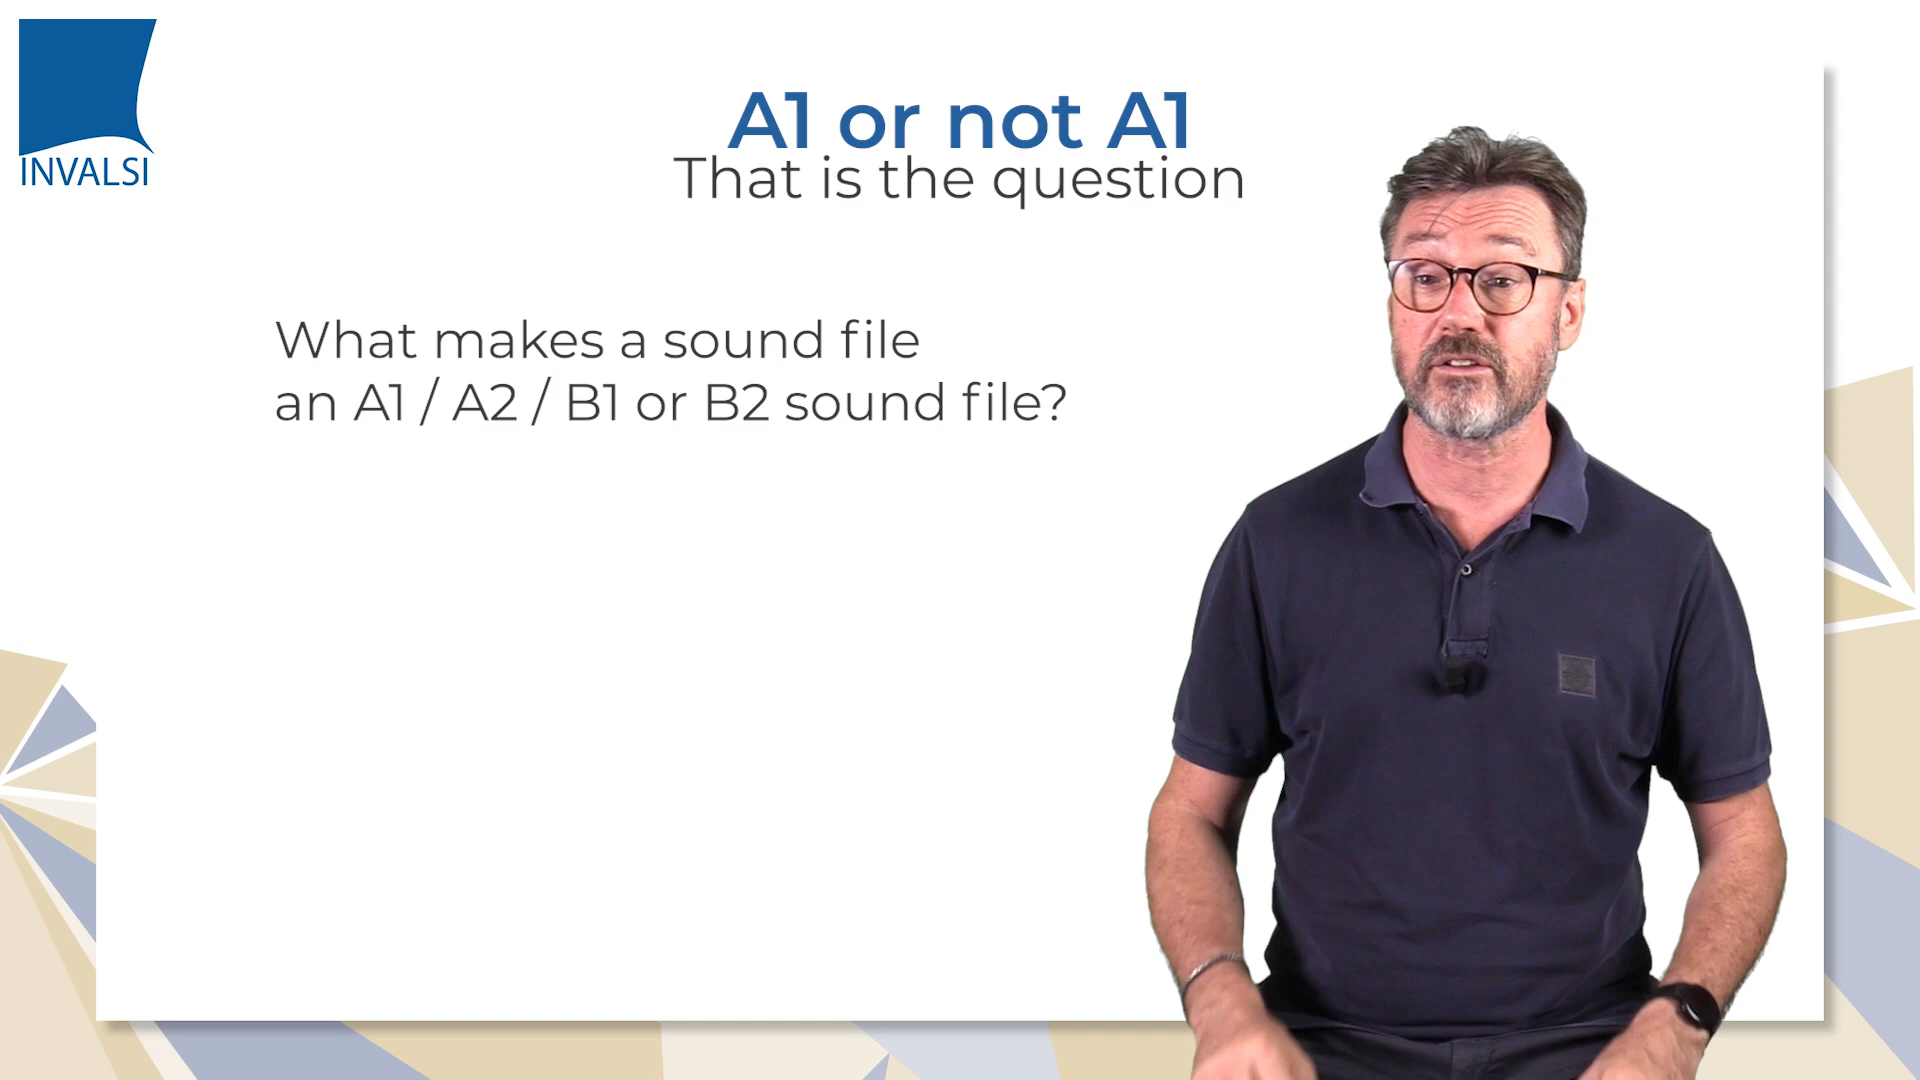 INVALSI
A1 or not A1
That is the question
What makes a sound file
an A1 / A2 / B1 or B2 sound file?